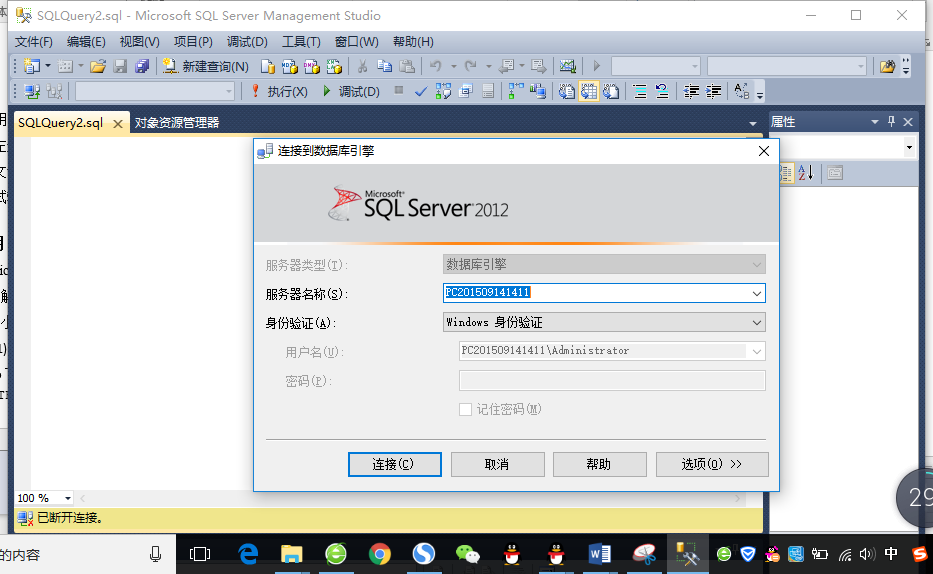 SQLQuery2.sql - Microsoft SQL Server Management Studio
文件(F) 编辑(E) 视图(V) 项目(P) 调试(D) 工具(T) 窗口(W) 帮助(H)
新建查询(N)
执行(X) 调试(D)
SQLQuery2.sql 对象资源管理器
属性
连接到数据库引擎
Microsoft
SQL Server 2012
服务器类型(T): 数据库引擎
服务器名称(S): PC201509141411
身份验证(A): Windows 身份验证
用户名(U): PC201509141411\Administrator
密码(P):
记住密码(M)
连接(C) 取消 帮助 选项(O) >>
100 %
已断开连接。
29
的内容
中